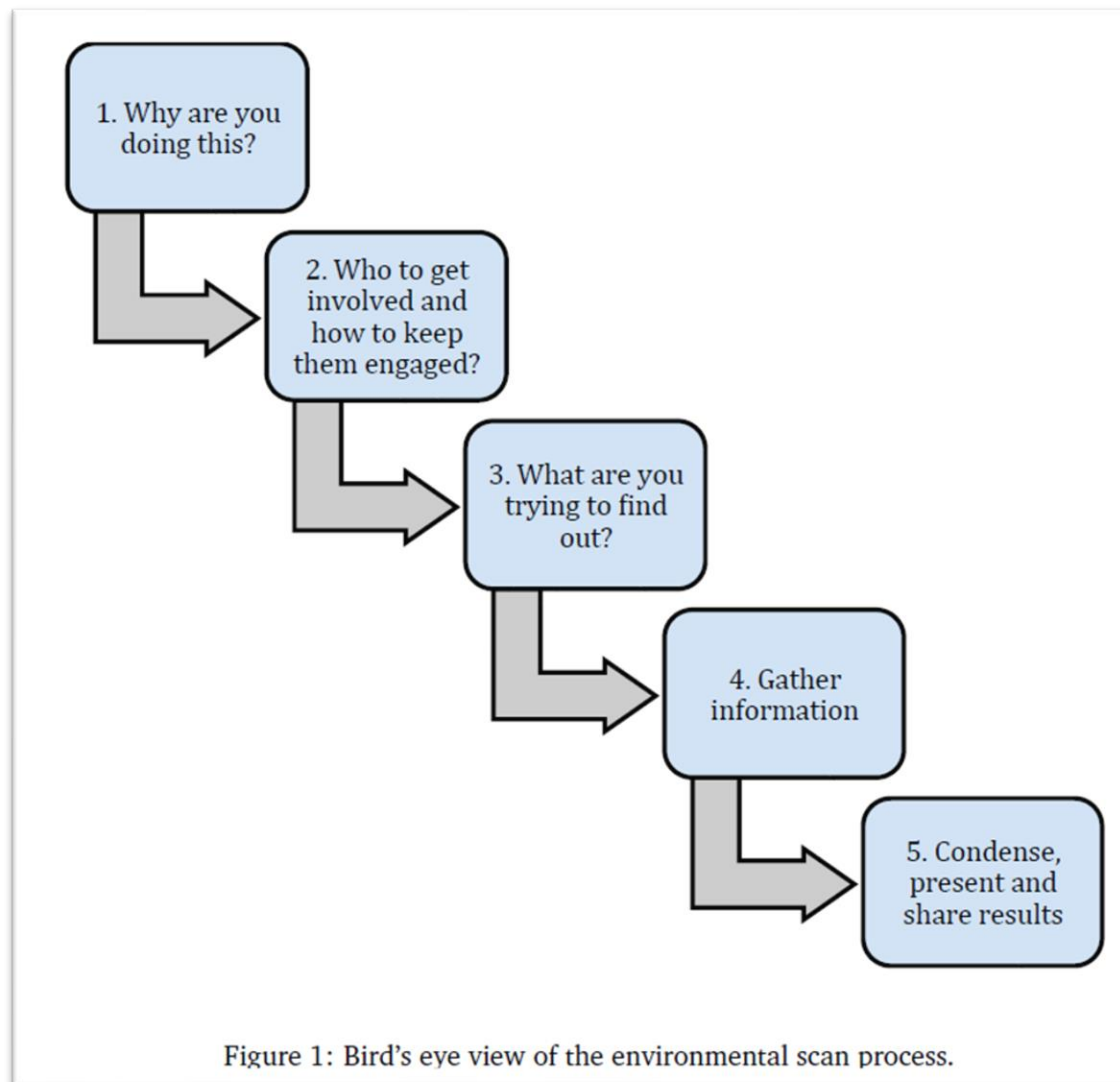 1. Why are you
doing this?
2. Who to get
involved and
how to keep
them engaged?
3. What are you
trying to find
out?
4. Gather
information
5. Condense,
present and
share results
Figure 1: Bird's eye view of the environmental scan process.